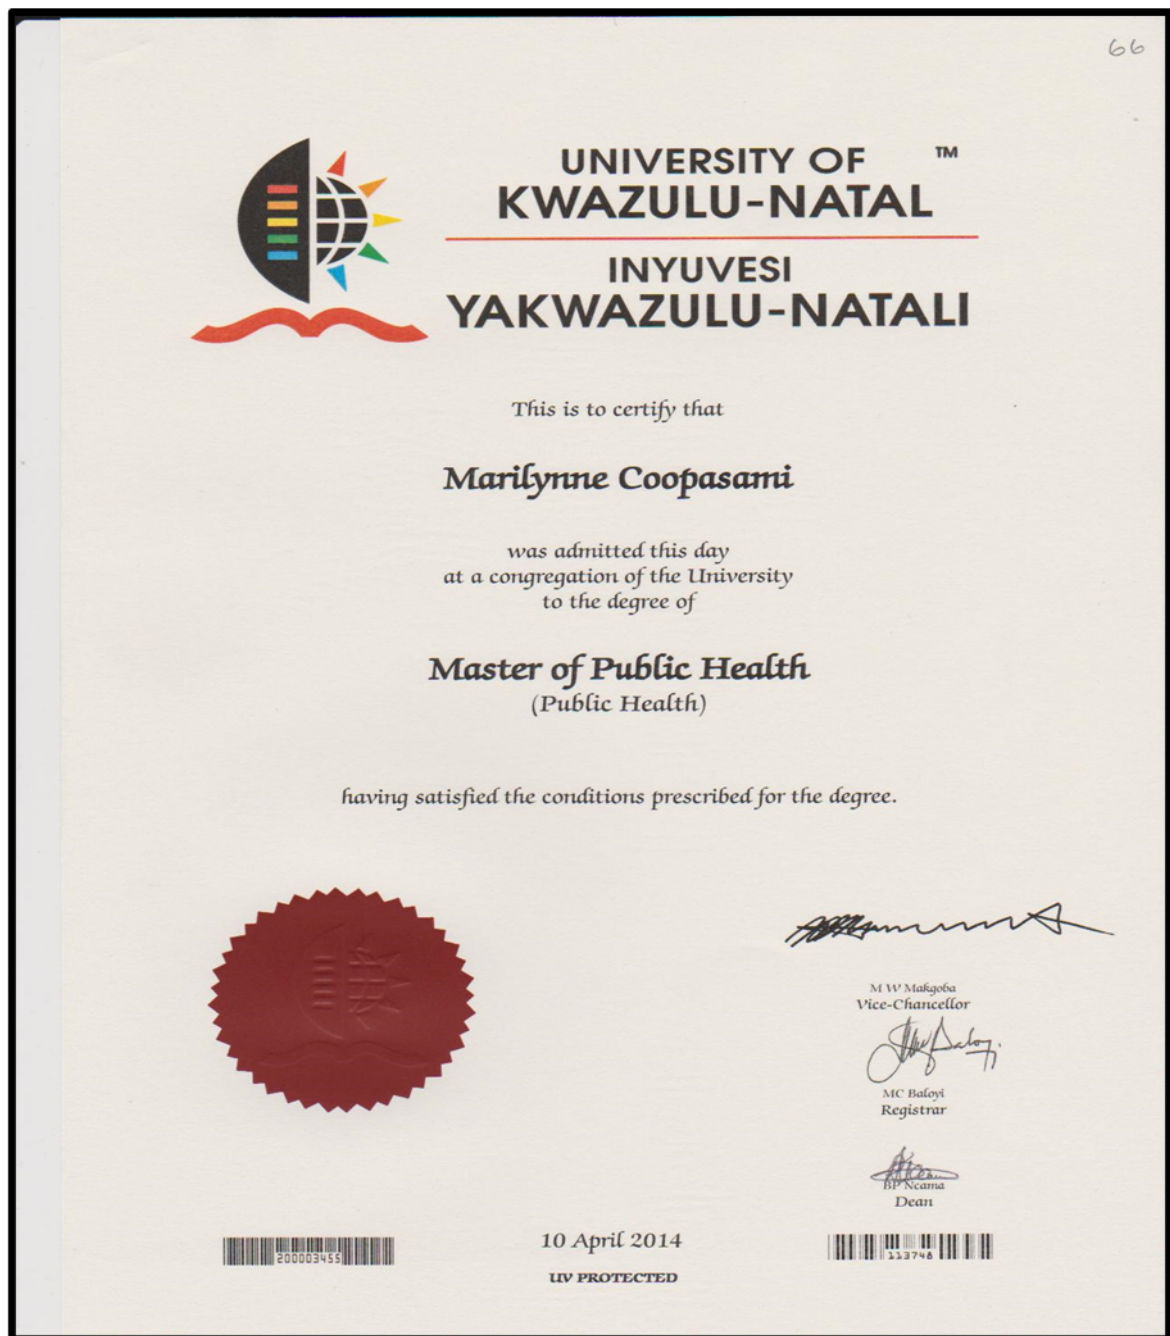 66
UNIVERSITY OF TM
KWAZULU-NATAL
INYUVESI
YAKWAZULU-NATALI
This is to certify that
Marilynne Coopasami
was admitted this day
at a congregation of the University
to the degree of
Master of Public Health
(Public Health)
having satisfied the conditions prescribed for the degree.
M W Makgoba
Vice-Chancellor
MC Baloyi
Registrar
BP Ncama
Dean
200003455
10 April 2014
113748
UV PROTECTED